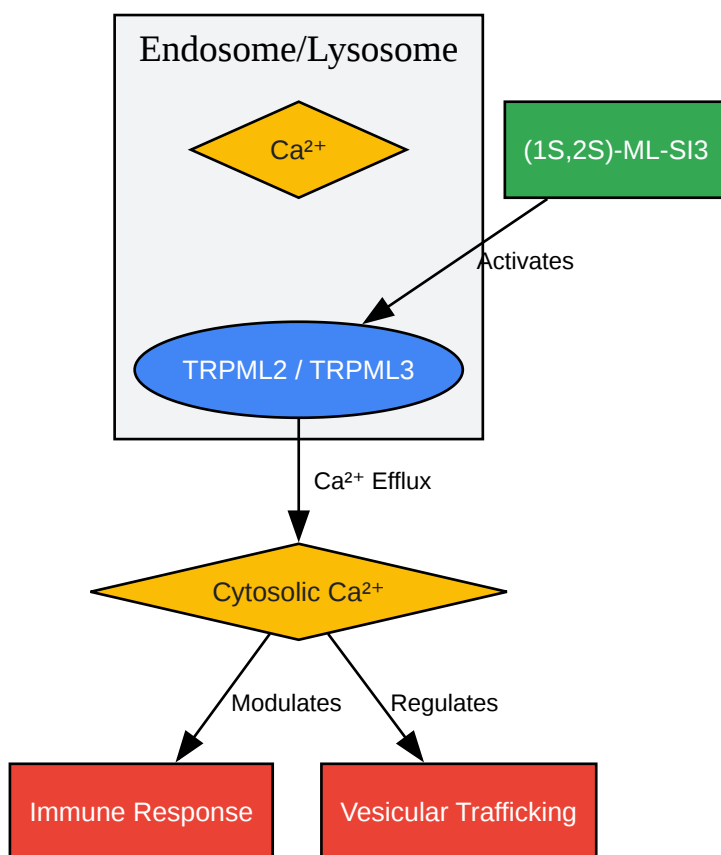 Endosome/Lysosome
Ca²⁺
(1S,2S)-ML-SI3
Activates
TRPML2 / TRPML3
Ca²⁺ Efflux
Cytosolic Ca²⁺
Modulates
Regulates
Immune Response
Vesicular Trafficking